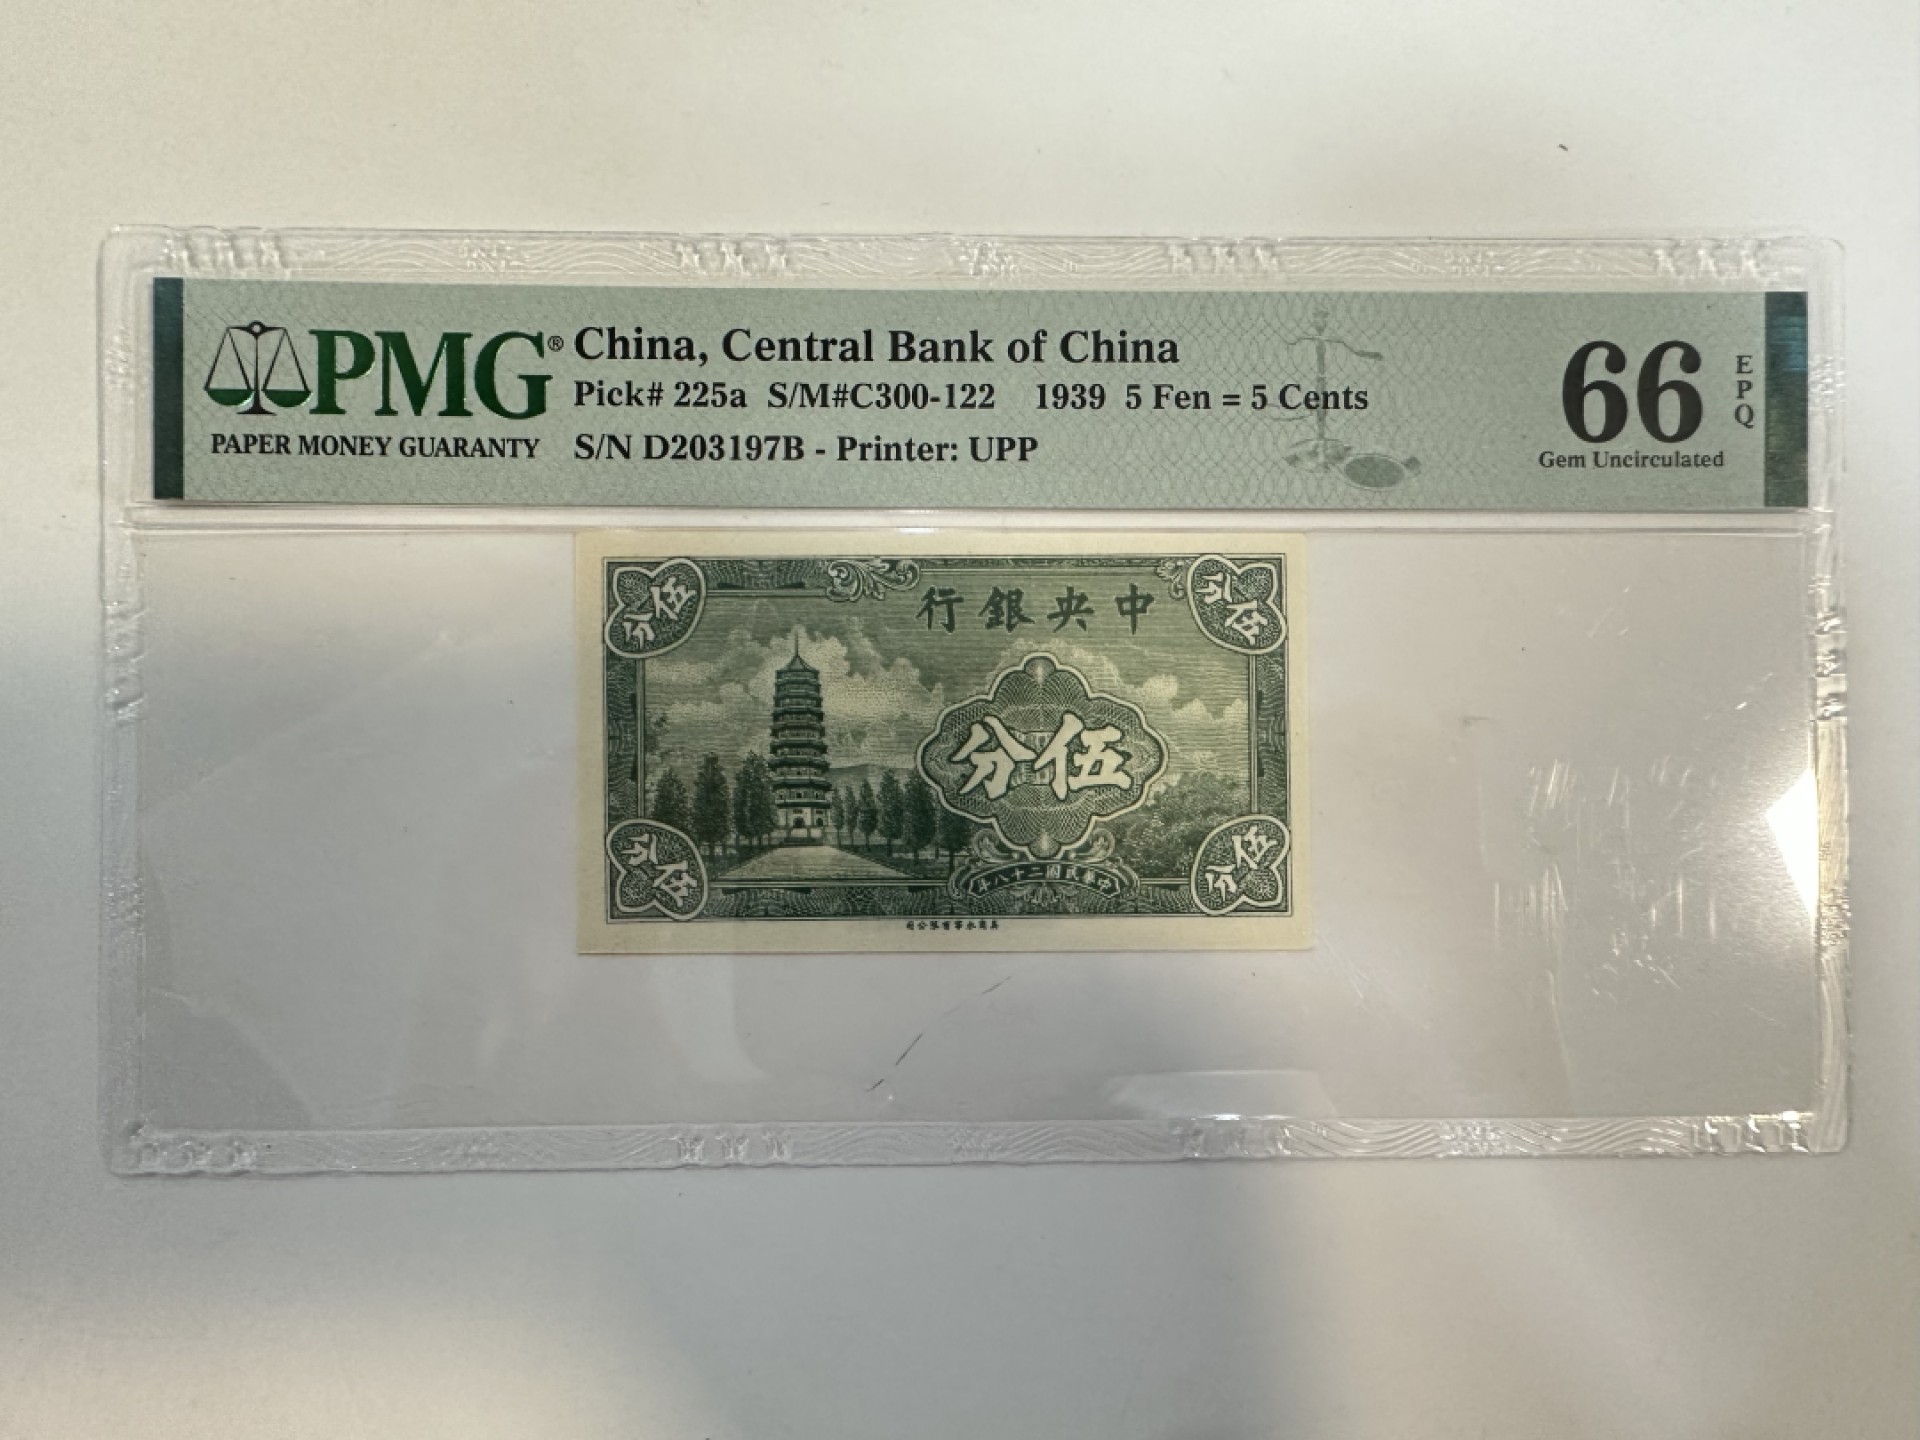 PMG®
PAPER MONEY GUARANTY
China, Central Bank of China
Pick# 225a S/M#C300-122 1939 5 Fen = 5 Cents
S/N D203197B - Printer: UPP
66
EPQ
Gem Uncirculated
行銀央中
分伍
分伍
分伍
分伍
分伍
年八十二國民華中